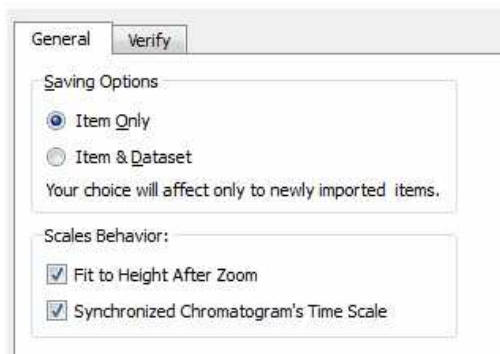 General Verify
Saving Options
Item Only
Item & Dataset
Your choice will affect only to newly imported items.
Scales Behavior:
Fit to Height After Zoom
Synchronized Chromatogram's Time Scale